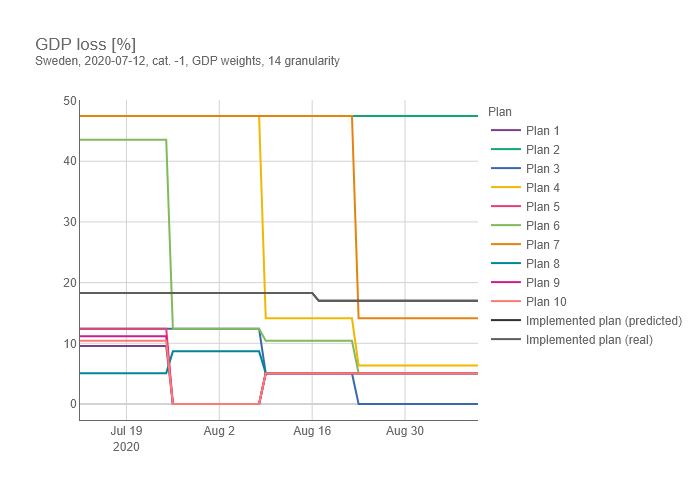 GDP loss [%]
Sweden, 2020-07-12, cat. -1, GDP weights, 14 granularity
50
40
30
20
10
0
Jul 19
2020
Aug 2
Aug 16
Aug 30
Plan
Plan 1
Plan 2
Plan 3
Plan 4
Plan 5
Plan 6
Plan 7
Plan 8
Plan 9
Plan 10
Implemented plan (predicted)
Implemented plan (real)